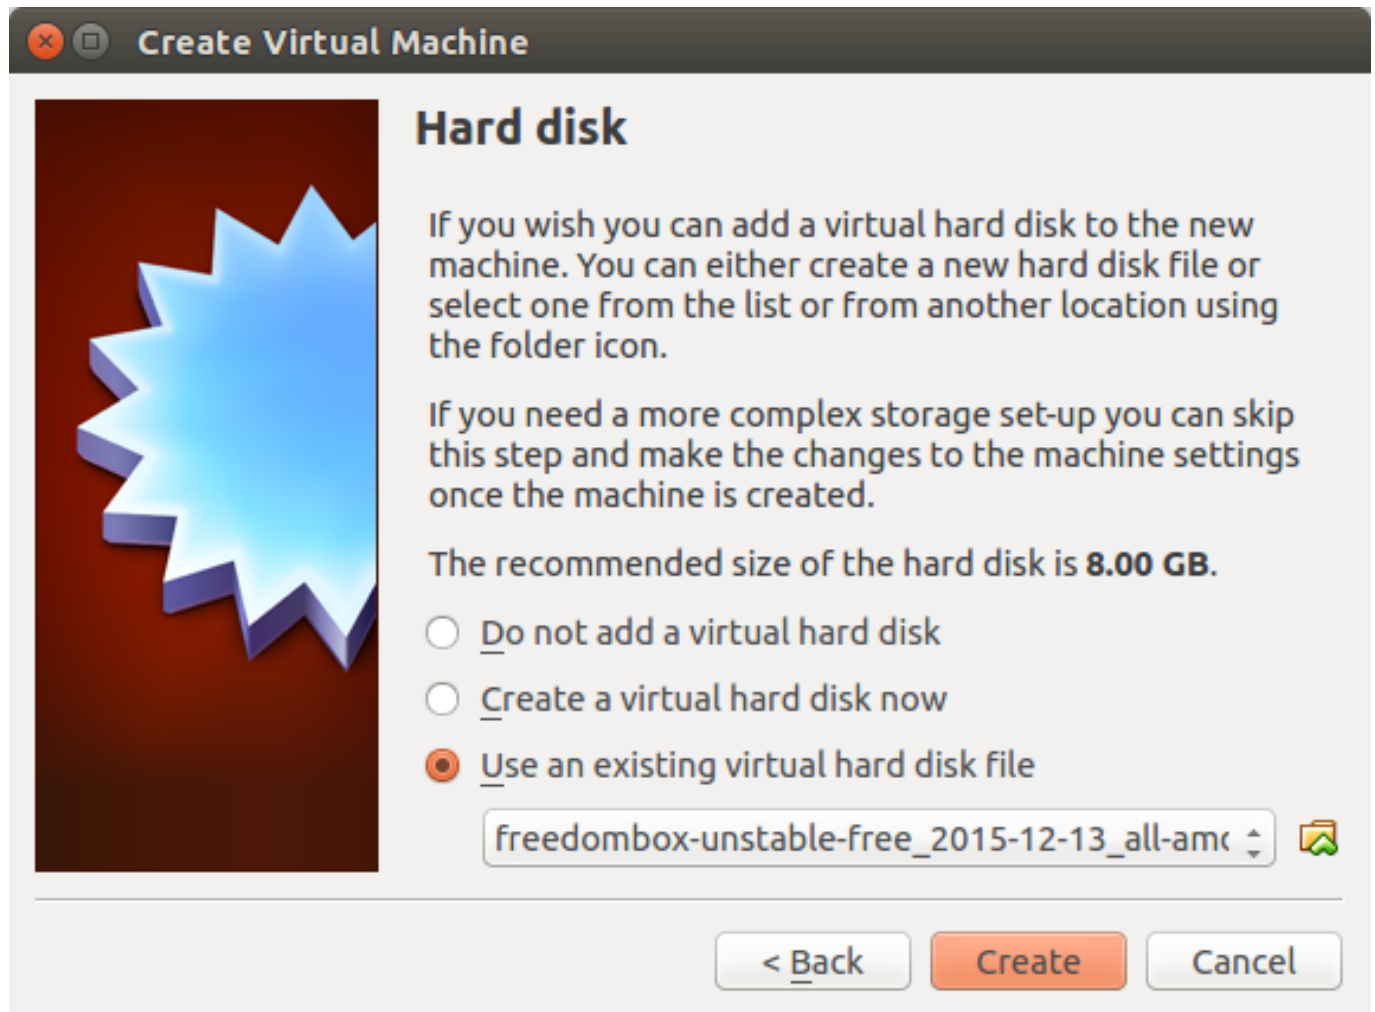 Create Virtual Machine
Hard disk
If you wish you can add a virtual hard disk to the new
machine. You can either create a new hard disk file or
select one from the list or from another location using
the folder icon.
If you need a more complex storage set-up you can skip
this step and make the changes to the machine settings
once the machine is created.
The recommended size of the hard disk is 8.00 GB.
Do not add a virtual hard disk
Create a virtual hard disk now
Use an existing virtual hard disk file
freedombox-unstable-free_2015-12-13_all-amd
< Back
Create
Cancel